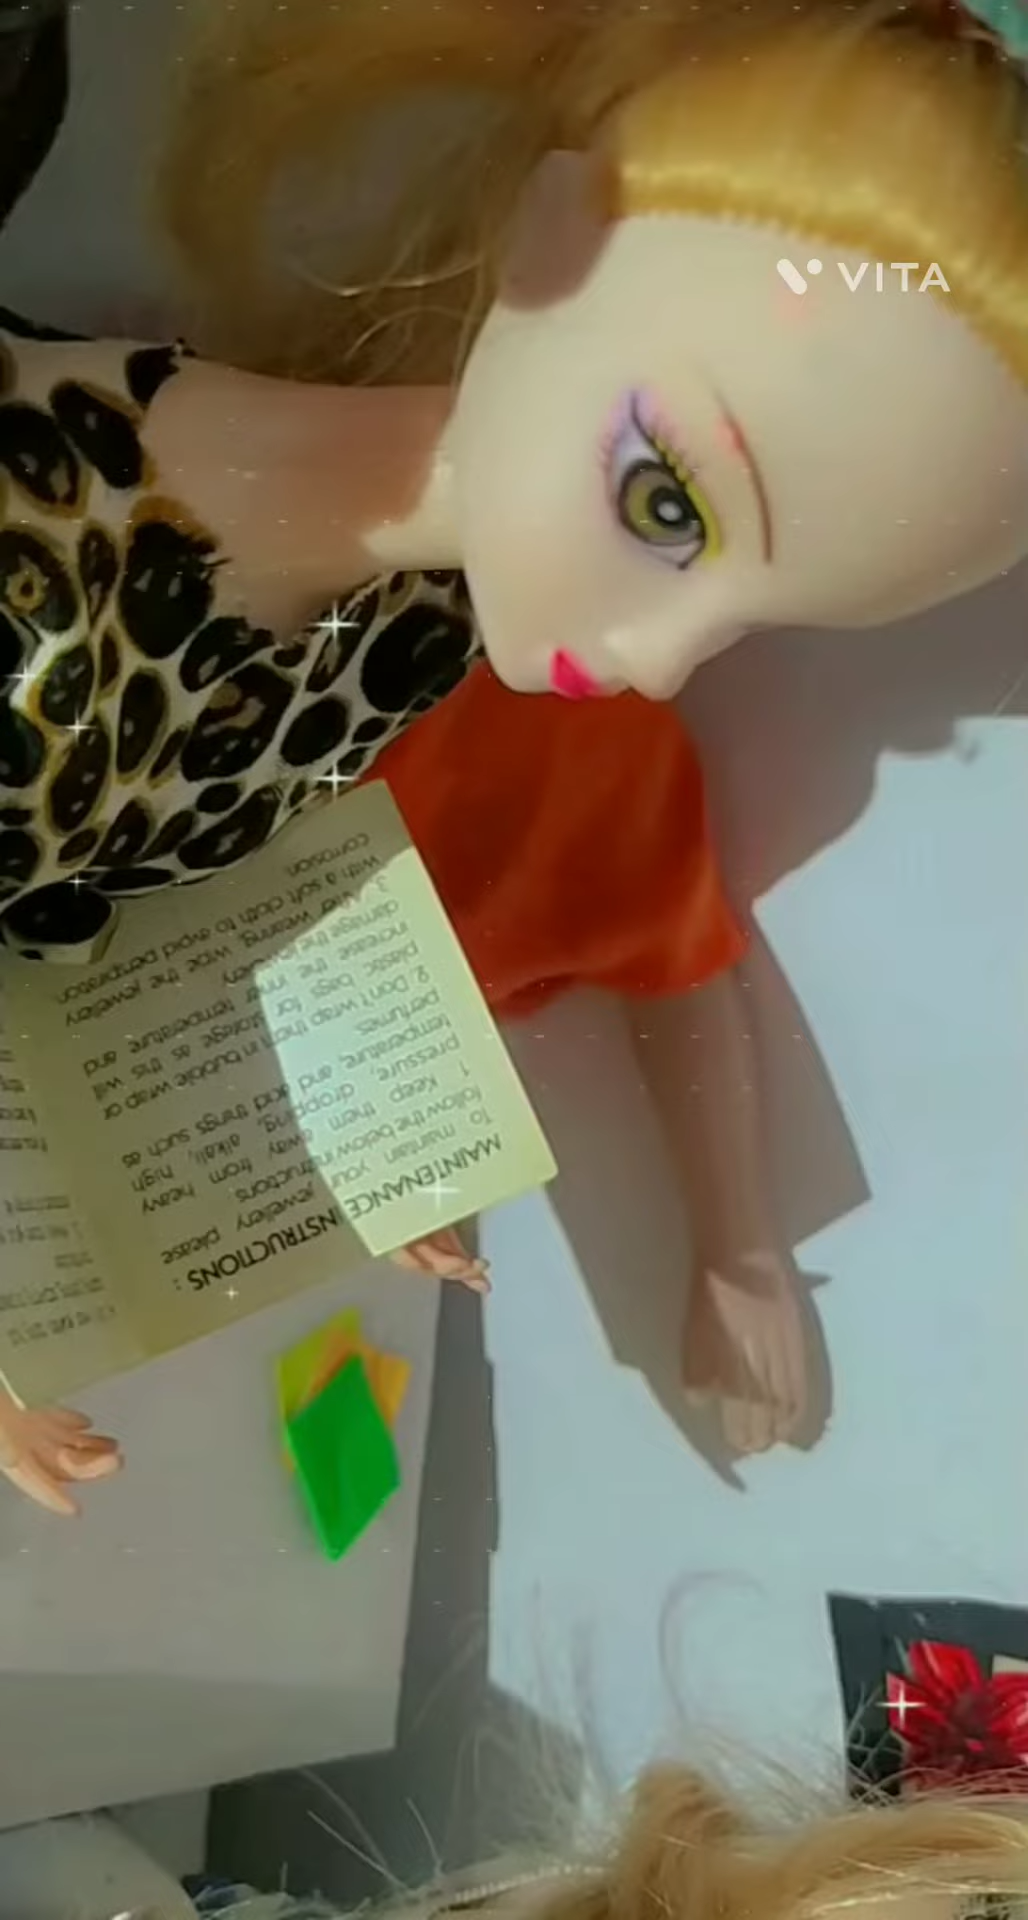 VITA
MAINTENANCE INSTRUCTIONS :
To maintain your jewellery please
follow the below instructions
1. Keep them away from heavy
pressure, dropping, alkali, high
temperature, and acid things such as
perfumes.
2. Don't wrap them in bubble wrap or
plastic bags for storage as this will
increase the inner temperature and
damage the jewellery.
3. After wearing, wipe the jewellery
with a soft cloth to avoid perspiration
corrosion.